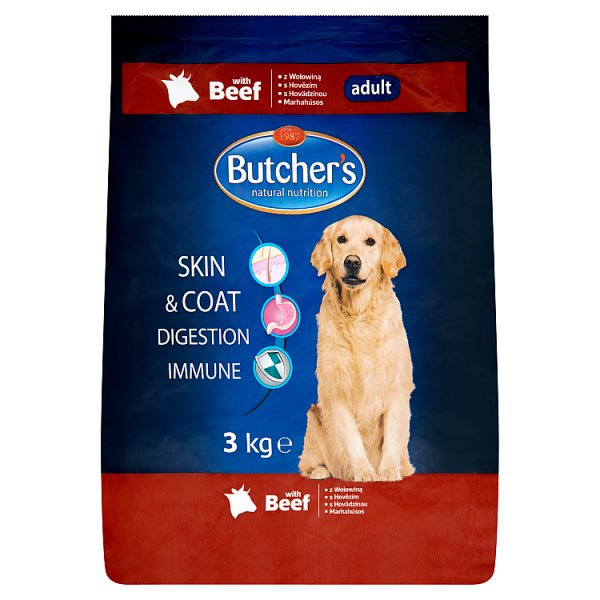 with
Beef
z Wołowiną
s Hovězím
s Hovädzinou
Marhahúsos
adult
1987
Butcher's
natural nutrition
SKIN
& COAT
DIGESTION
IMMUNE
3 kg ℮
with
Beef
z Wołowiną
s Hovězím
s Hovädzinou
Marhahúsos